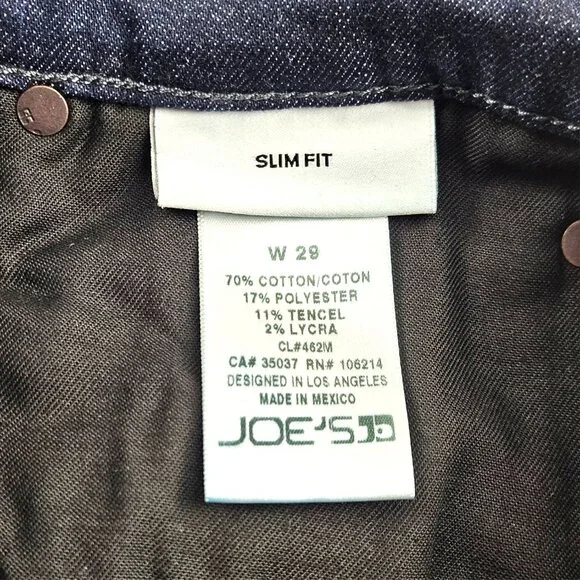 SLIM FIT
W 29
70% COTTON/COTON
17% POLYESTER
11% TENCEL
2% LYCRA
CL#462M
CA# 35037 RN# 106214
DESIGNED IN LOS ANGELES
MADE IN MEXICO
JOE'S